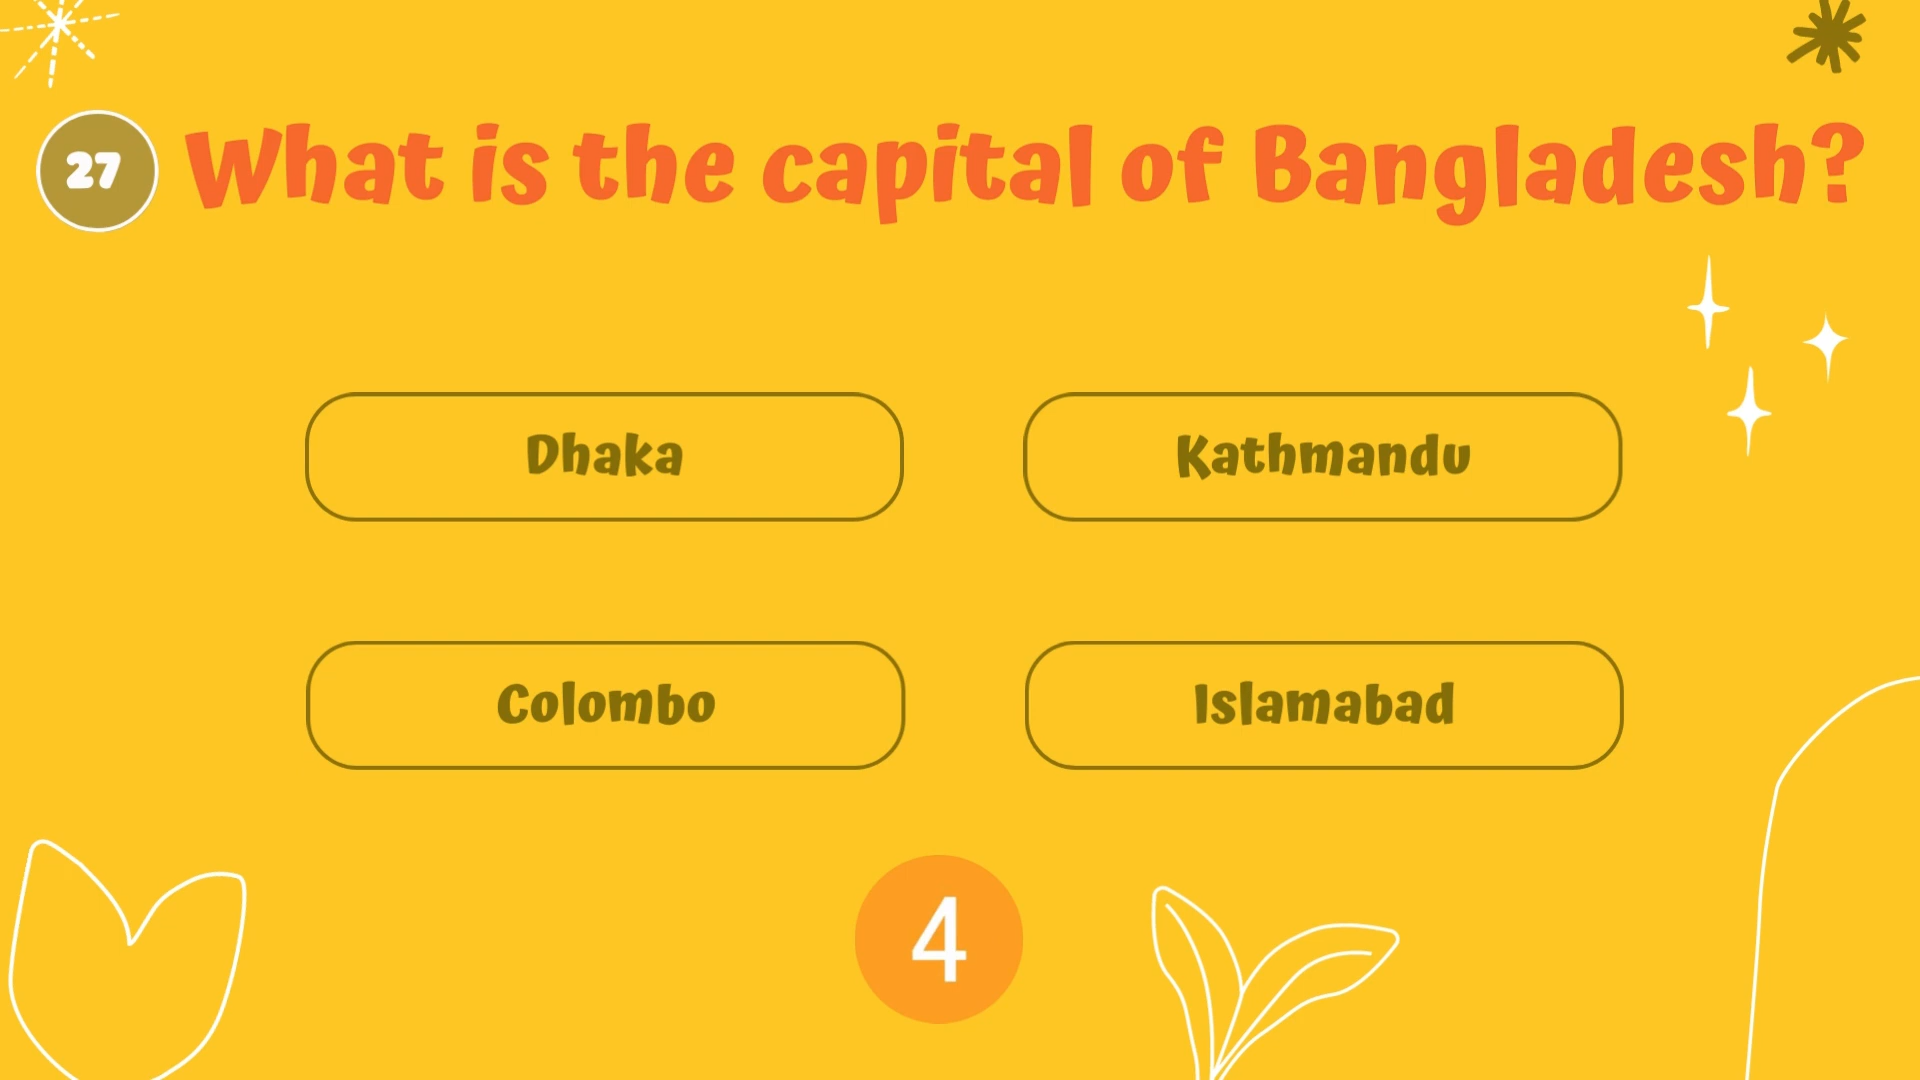 27 What is the capital of Bangladesh?
Dhaka
Kathmandu
Colombo
Islamabad
4